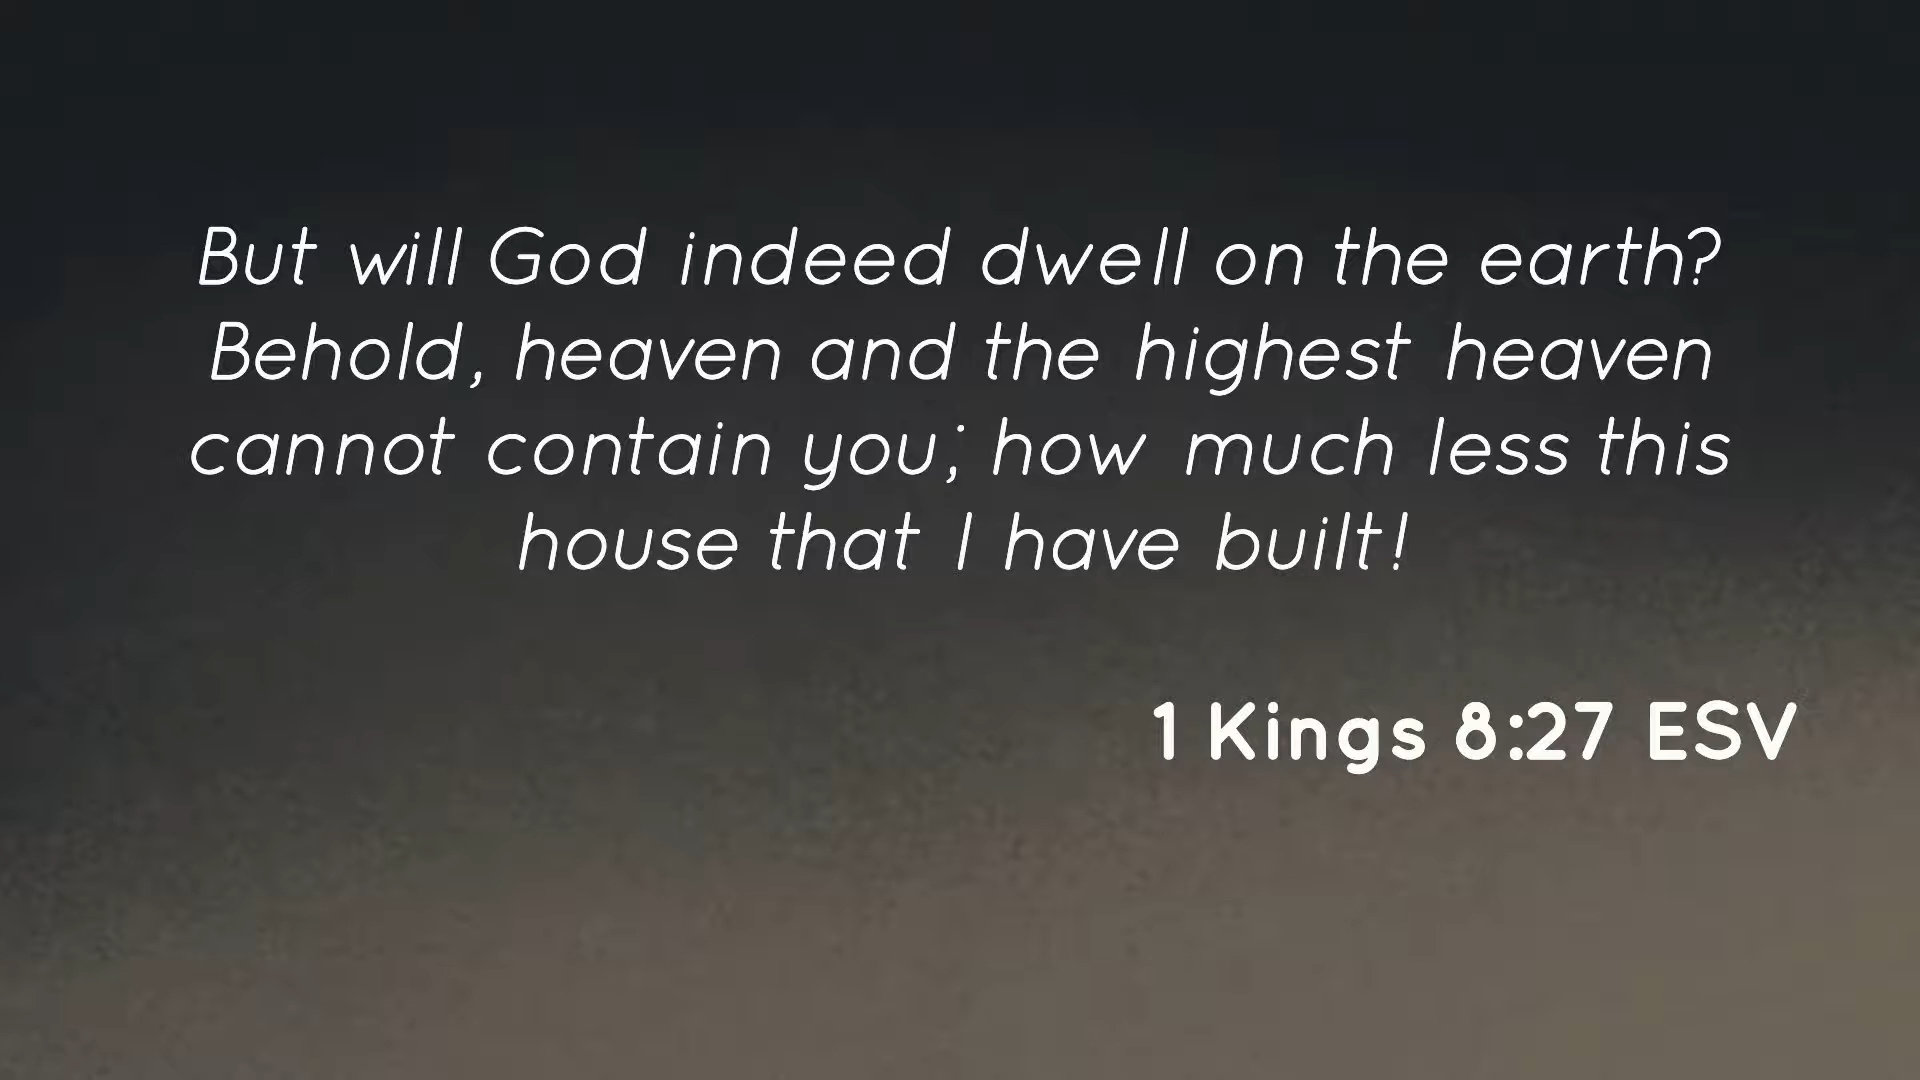 But will God indeed dwell on the earth?
Behold, heaven and the highest heaven
cannot contain you; how much less this
house that I have built!
1 Kings 8:27 ESV